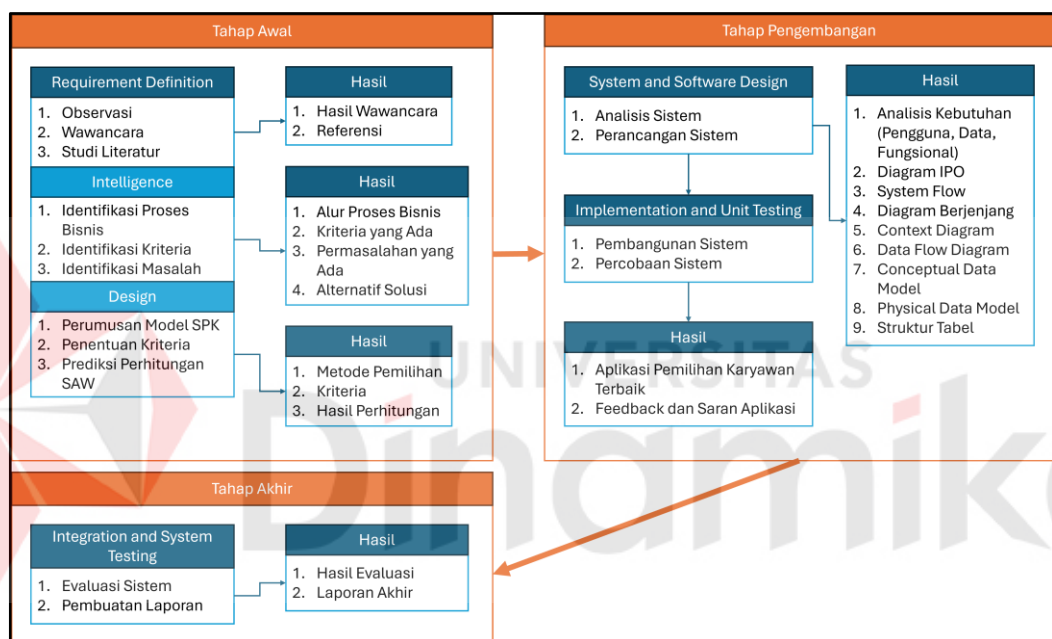 Tahap Awal
Requirement Definition
1. Observasi
2. Wawancara
3. Studi Literatur
Hasil
1. Hasil Wawancara
2. Referensi
Intelligence
1. Identifikasi Proses
Bisnis
2. Identifikasi Kriteria
3. Identifikasi Masalah
Hasil
1. Alur Proses Bisnis
2. Kriteria yang Ada
3. Permasalahan yang
Ada
4. Alternatif Solusi
Design
1. Perumusan Model SPK
2. Penentuan Kriteria
3. Prediksi Perhitungan
SAW
Hasil
1. Metode Pemilihan
2. Kriteria
3. Hasil Perhitungan
Tahap Pengembangan
System and Software Design
1. Analisis Sistem
2. Perancangan Sistem
Implementation and Unit Testing
1. Pembangunan Sistem
2. Percobaan Sistem
Hasil
1. Aplikasi Pemilihan Karyawan
Terbaik
2. Feedback dan Saran Aplikasi
Hasil
1. Analisis Kebutuhan
(Pengguna, Data,
Fungsional)
2. Diagram IPO
3. System Flow
4. Diagram Berjenjang
5. Context Diagram
6. Data Flow Diagram
7. Conceptual Data
Model
8. Physical Data Model
9. Struktur Tabel
Tahap Akhir
Integration and System
Testing
1. Evaluasi Sistem
2. Pembuatan Laporan
Hasil
1. Hasil Evaluasi
2. Laporan Akhir
UNIVERSITAS
Dinamika